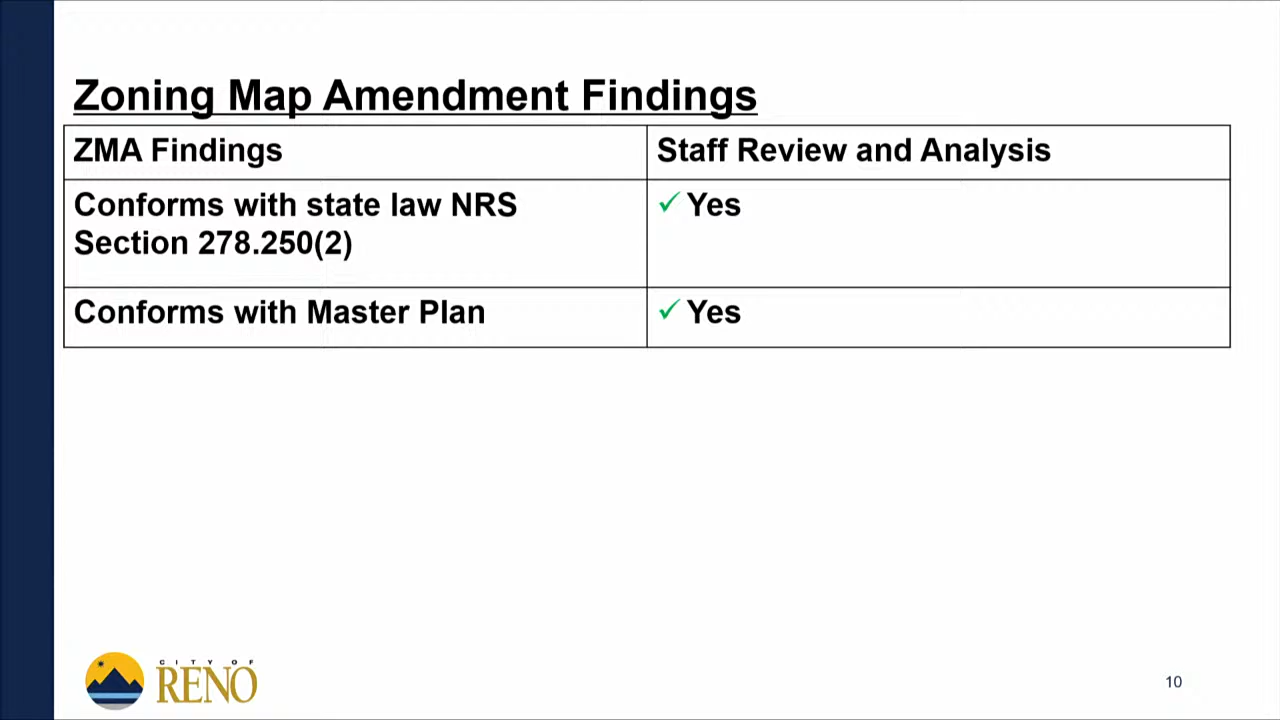 Zoning Map Amendment Findings
ZMA Findings
Staff Review and Analysis
Conforms with state law NRS
Section 278.250(2)
✓ Yes
Conforms with Master Plan
✓ Yes
CITY OF
RENO
10